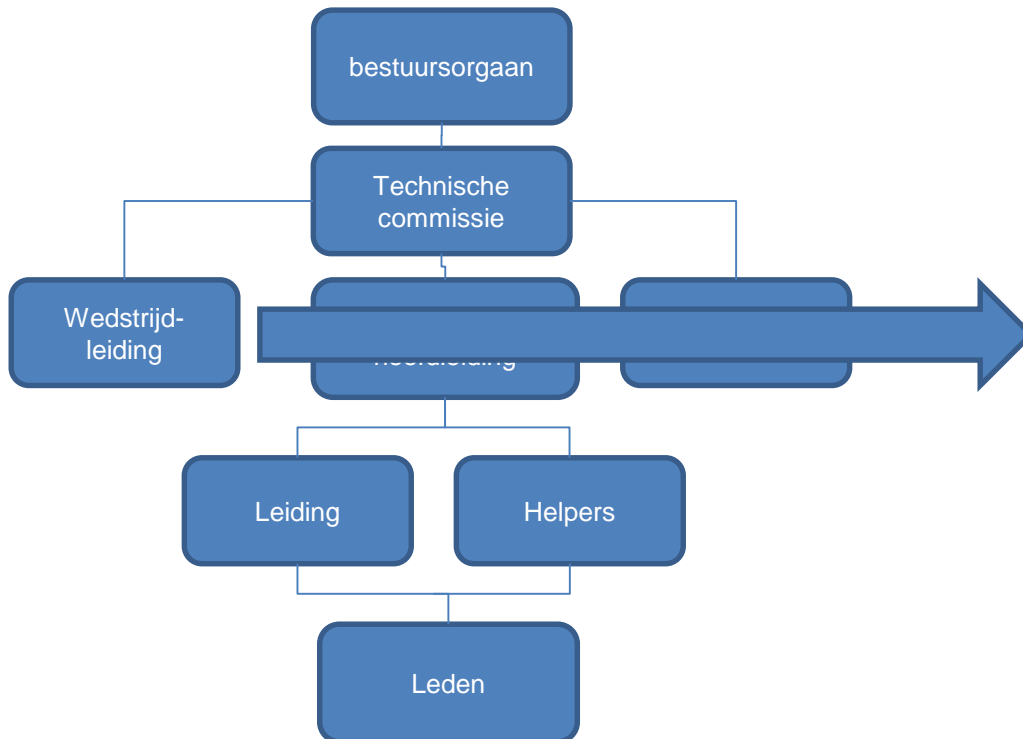 bestuursorgaan
Technische
commissie
Wedstrijd-
leiding
Leiding
Helpers
Leden